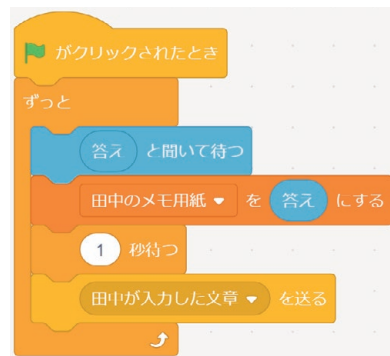 がクリックされたとき
ずっと
答え と聞いて待つ
田中のメモ用紙 を 答え にする
1 秒待つ
田中が入力した文章 を送る